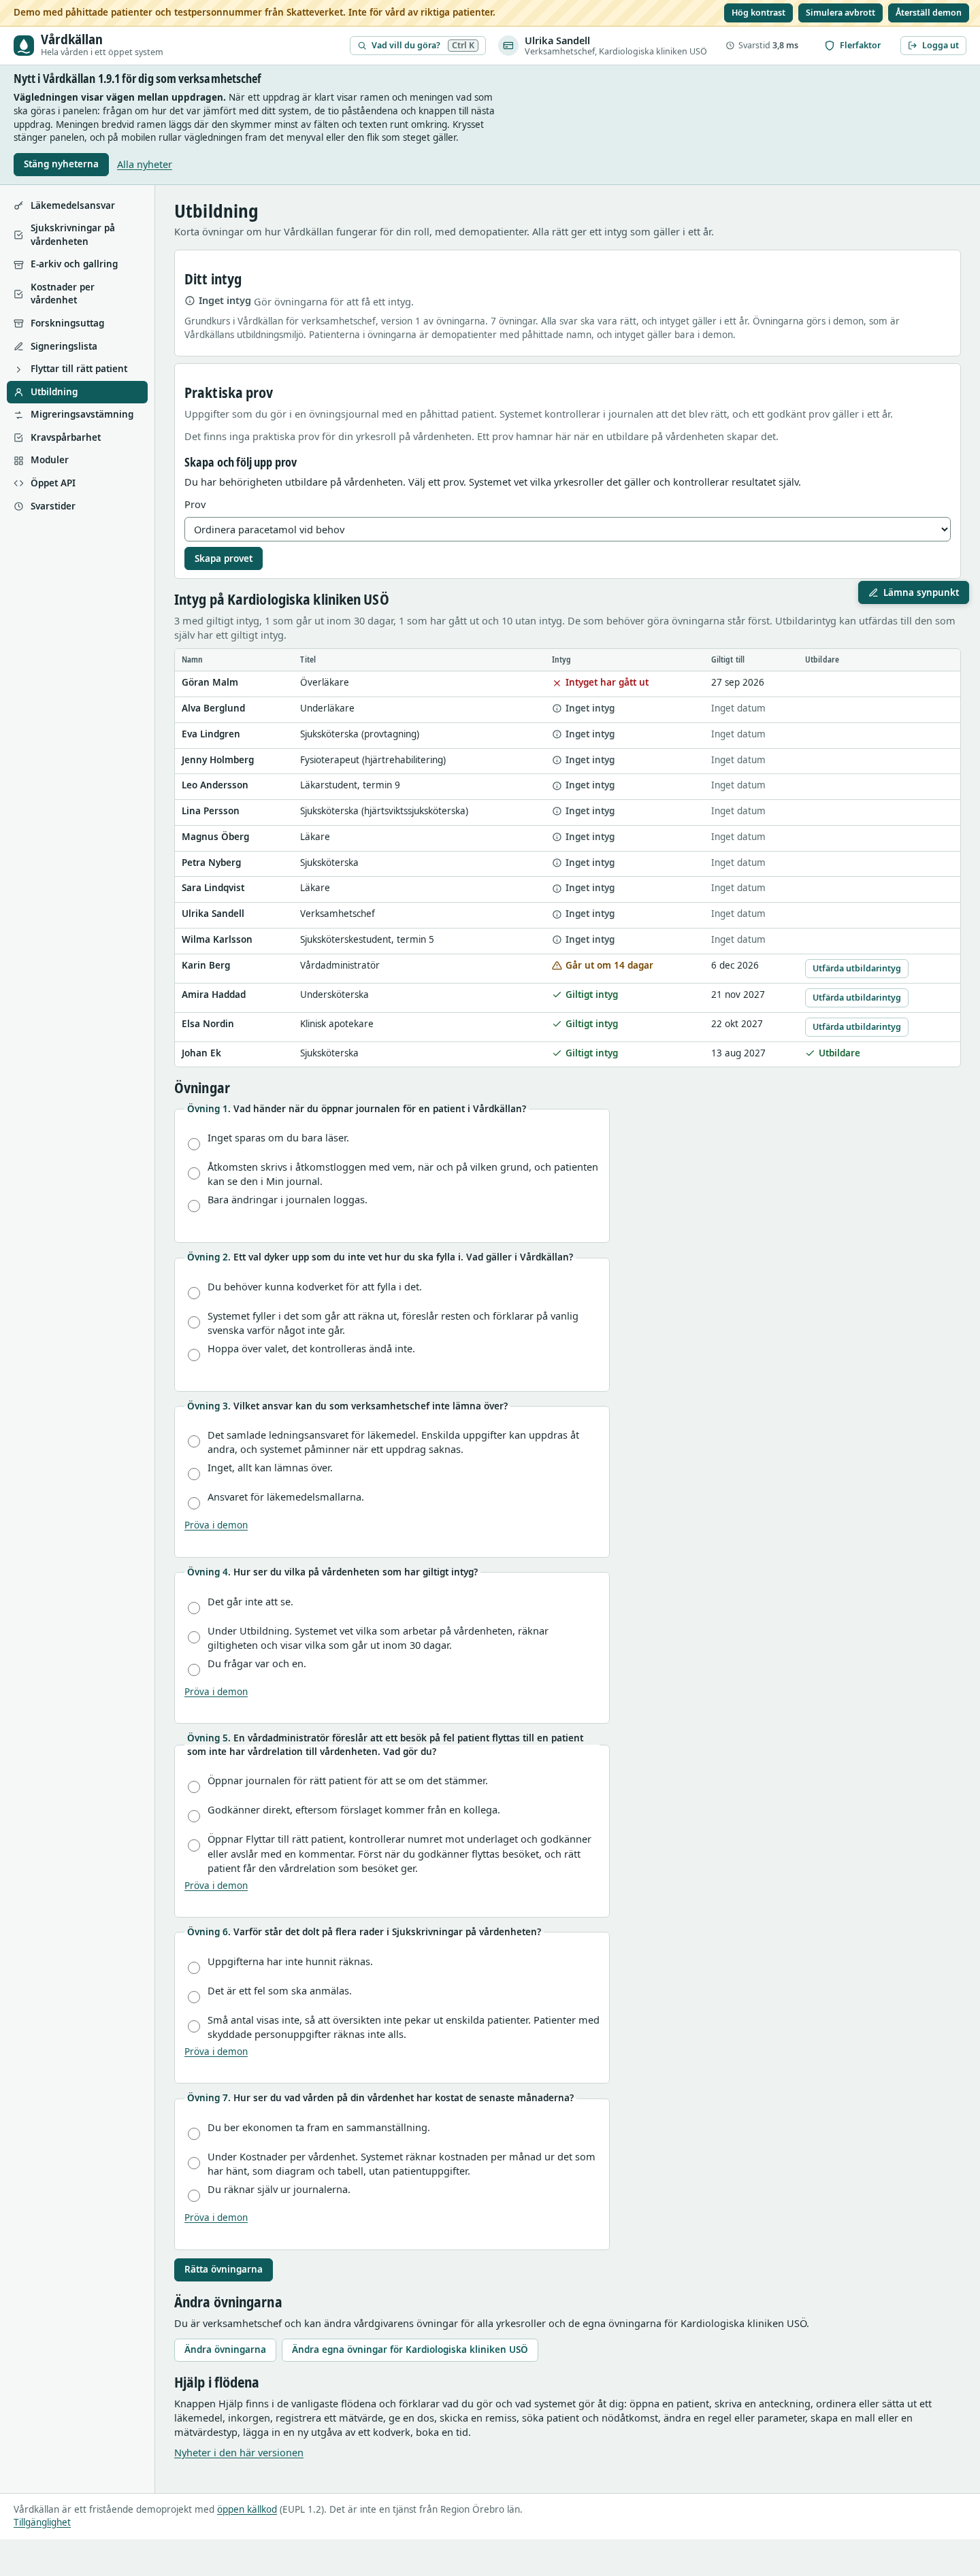 Demo med påhittade patienter och testpersonnummer från Skatteverket. Inte för vård av riktiga patienter.
Hög kontrast
Simulera avbrott
Återställ demon
Vårdkällan
Hela vården i ett öppet system
Vad vill du göra? Ctrl K
Ulrika Sandell
Verksamhetschef, Kardiologiska kliniken USÖ
Svarstid 3,8 ms
Flerfaktor
Logga ut
Nytt i Vårdkällan 1.9.1 för dig som verksamhetschef
Vägledningen visar vägen mellan uppdragen. När ett uppdrag är klart visar ramen och meningen vad som
ska göras i panelen: frågan om hur det var jämfört med ditt system, de tio påståendena och knappen till nästa
uppdrag. Meningen bredvid ramen läggs där den skymmer minst av fälten och texten runt omkring. Krysset
stänger panelen, och på mobilen rullar vägledningen fram det menyval eller den flik som steget gäller.
Stäng nyheterna
Alla nyheter
Läkemedelsansvar
Sjukskrivningar på
vårdenheten
E-arkiv och gallring
Kostnader per
vårdenhet
Forskningsuttag
Signeringslista
Flyttar till rätt patient
Utbildning
Migreringsavstämning
Kravspårbarhet
Moduler
Öppet API
Svarstider
Utbildning
Korta övningar om hur Vårdkällan fungerar för din roll, med demopatienter. Alla rätt ger ett intyg som gäller i ett år.
Ditt intyg
Inget intyg Gör övningarna för att få ett intyg.
Grundkurs i Vårdkällan för verksamhetschef, version 1 av övningarna. 7 övningar. Alla svar ska vara rätt, och intyget gäller i ett år. Övningarna görs i demon, som är
Vårdkällans utbildningsmiljö. Patienterna i övningarna är demopatienter med påhittade namn, och intyget gäller bara i demon.
Praktiska prov
Uppgifter som du gör i en övningsjournal med en påhittad patient. Systemet kontrollerar i journalen att det blev rätt, och ett godkänt prov gäller i ett år.
Det finns inga praktiska prov för din yrkesroll på vårdenheten. Ett prov hamnar här när en utbildare på vårdenheten skapar det.
Skapa och följ upp prov
Du har behörigheten utbildare på vårdenheten. Välj ett prov. Systemet vet vilka yrkesroller det gäller och kontrollerar resultatet själv.
Prov
Ordinera paracetamol vid behov
Skapa provet
Lämna synpunkt
Intyg på Kardiologiska kliniken USÖ
3 med giltigt intyg, 1 som går ut inom 30 dagar, 1 som har gått ut och 10 utan intyg. De som behöver göra övningarna står först. Utbildarintyg kan utfärdas till den som
själv har ett giltigt intyg.
Namn Titel Intyg Giltigt till Utbildare
Göran Malm Överläkare Intyget har gått ut 27 sep 2026
Alva Berglund Underläkare Inget intyg Inget datum
Eva Lindgren Sjuksköterska (provtagning) Inget intyg Inget datum
Jenny Holmberg Fysioterapeut (hjärtrehabilitering) Inget intyg Inget datum
Leo Andersson Läkarstudent, termin 9 Inget intyg Inget datum
Lina Persson Sjuksköterska (hjärtsviktssjuksköterska) Inget intyg Inget datum
Magnus Öberg Läkare Inget intyg Inget datum
Petra Nyberg Sjuksköterska Inget intyg Inget datum
Sara Lindqvist Läkare Inget intyg Inget datum
Ulrika Sandell Verksamhetschef Inget intyg Inget datum
Wilma Karlsson Sjuksköterskestudent, termin 5 Inget intyg Inget datum
Karin Berg Vårdadministratör Går ut om 14 dagar 6 dec 2026 Utfärda utbildarintyg
Amira Haddad Undersköterska Giltigt intyg 21 nov 2027 Utfärda utbildarintyg
Elsa Nordin Klinisk apotekare Giltigt intyg 22 okt 2027 Utfärda utbildarintyg
Johan Ek Sjuksköterska Giltigt intyg 13 aug 2027 Utbildare
Övningar
Övning 1. Vad händer när du öppnar journalen för en patient i Vårdkällan?
Inget sparas om du bara läser.
Åtkomsten skrivs i åtkomstloggen med vem, när och på vilken grund, och patienten
kan se den i Min journal.
Bara ändringar i journalen loggas.
Övning 2. Ett val dyker upp som du inte vet hur du ska fylla i. Vad gäller i Vårdkällan?
Du behöver kunna kodverket för att fylla i det.
Systemet fyller i det som går att räkna ut, föreslår resten och förklarar på vanlig
svenska varför något inte går.
Hoppa över valet, det kontrolleras ändå inte.
Övning 3. Vilket ansvar kan du som verksamhetschef inte lämna över?
Det samlade ledningsansvaret för läkemedel. Enskilda uppgifter kan uppdras åt
andra, och systemet påminner när ett uppdrag saknas.
Inget, allt kan lämnas över.
Ansvaret för läkemedelsmallarna.
Pröva i demon
Övning 4. Hur ser du vilka på vårdenheten som har giltigt intyg?
Det går inte att se.
Under Utbildning. Systemet vet vilka som arbetar på vårdenheten, räknar
giltigheten och visar vilka som går ut inom 30 dagar.
Du frågar var och en.
Pröva i demon
Övning 5. En vårdadministratör föreslår att ett besök på fel patient flyttas till en patient
som inte har vårdrelation till vårdenheten. Vad gör du?
Öppnar journalen för rätt patient för att se om det stämmer.
Godkänner direkt, eftersom förslaget kommer från en kollega.
Öppnar Flyttar till rätt patient, kontrollerar numret mot underlaget och godkänner
eller avslår med en kommentar. Först när du godkänner flyttas besöket, och rätt
patient får den vårdrelation som besöket ger.
Pröva i demon
Övning 6. Varför står det dolt på flera rader i Sjukskrivningar på vårdenheten?
Uppgifterna har inte hunnit räknas.
Det är ett fel som ska anmälas.
Små antal visas inte, så att översikten inte pekar ut enskilda patienter. Patienter med
skyddade personuppgifter räknas inte alls.
Pröva i demon
Övning 7. Hur ser du vad vården på din vårdenhet har kostat de senaste månaderna?
Du ber ekonomen ta fram en sammanställning.
Under Kostnader per vårdenhet. Systemet räknar kostnaden per månad ur det som
har hänt, som diagram och tabell, utan patientuppgifter.
Du räknar själv ur journalerna.
Pröva i demon
Rätta övningarna
Ändra övningarna
Du är verksamhetschef och kan ändra vårdgivarens övningar för alla yrkesroller och de egna övningarna för Kardiologiska kliniken USÖ.
Ändra övningarna
Ändra egna övningar för Kardiologiska kliniken USÖ
Hjälp i flödena
Knappen Hjälp finns i de vanligaste flödena och förklarar vad du gör och vad systemet gör åt dig: öppna en patient, skriva en anteckning, ordinera eller sätta ut ett
läkemedel, inkorgen, registrera ett mätvärde, ge en dos, skicka en remiss, söka patient och nödåtkomst, ändra en regel eller parameter, skapa en mall eller en
mätvärdestyp, lägga in en ny utgåva av ett kodverk, boka en tid.
Nyheter i den här versionen
Vårdkällan är ett fristående demoprojekt med öppen källkod (EUPL 1.2). Det är inte en tjänst från Region Örebro län.
Tillgänglighet